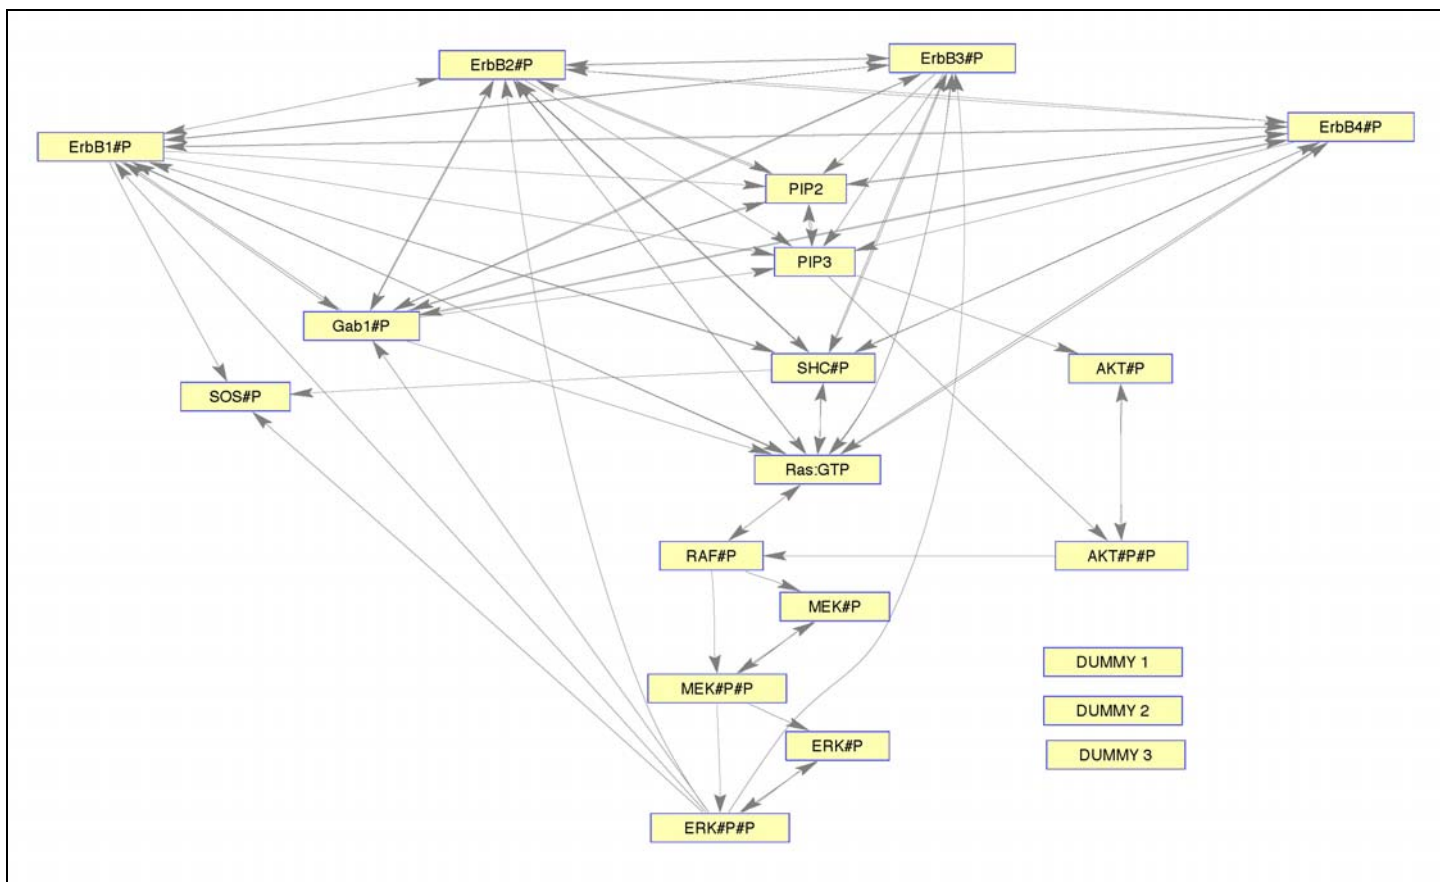 ErbB2#P
ErbB3#P
ErbB1#P
ErbB4#P
PIP2
PIP3
Gab1#P
SHC#P
AKT#P
SOS#P
Ras:GTP
RAF#P
AKT#P#P
MEK#P
DUMMY 1
MEK#P#P
DUMMY 2
ERK#P
DUMMY 3
ERK#P#P